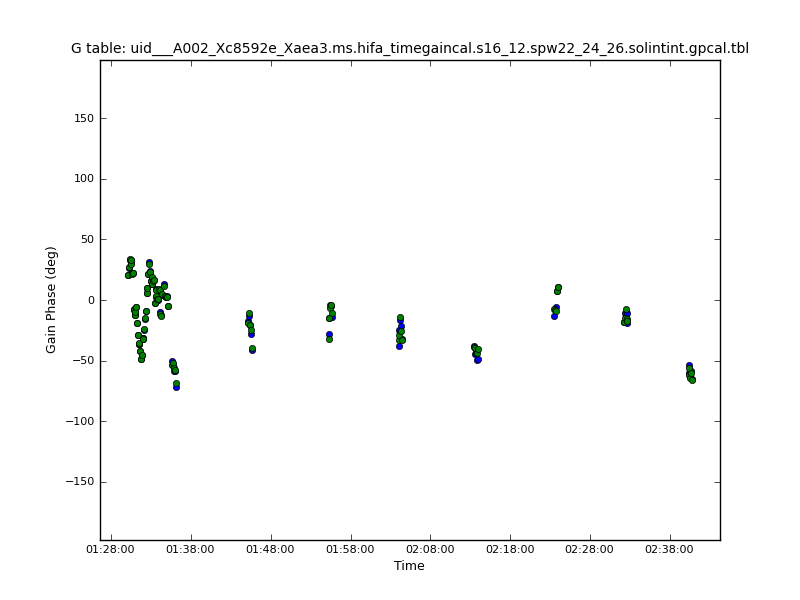 G table: uid___A002_Xc8592e_Xaea3.ms.hifa_timegaincal.s16_12.spw22_24_26.solintint.gpcal.tbl
150
100
50
0
−50
−100
−150
Gain Phase (deg)
01:28:00 01:38:00 01:48:00 01:58:00 02:08:00 02:18:00 02:28:00 02:38:00
Time